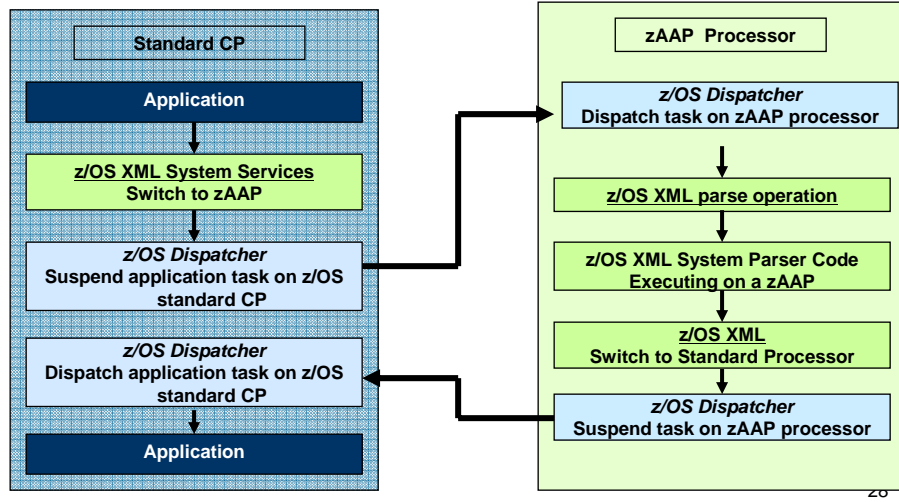 Standard CP
Application
z/OS XML System Services
Switch to zAAP
z/OS Dispatcher
Suspend application task on z/OS
standard CP
z/OS Dispatcher
Dispatch application task on z/OS
standard CP
Application
zAAP Processor
z/OS Dispatcher
Dispatch task on zAAP processor
z/OS XML parse operation
z/OS XML System Parser Code
Executing on a zAAP
z/OS XML
Switch to Standard Processor
z/OS Dispatcher
Suspend task on zAAP processor
28